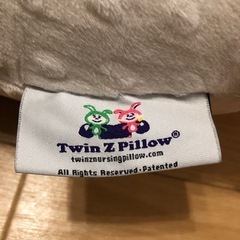 Twin Z Pillow®
twinznursingpillow.com
All Rights Reserved · Patented